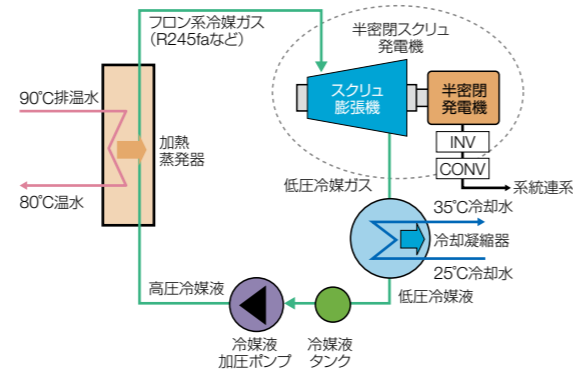 フロン系冷媒ガス
（R245faなど）
半密閉スクリュ
発電機
スクリュ
膨張機
半密閉
発電機
INV
CONV
系統連系
90℃排温水
加熱
蒸発器
80℃温水
低圧冷媒ガス
35℃冷却水
冷却凝縮器
25℃冷却水
高圧冷媒液
低圧冷媒液
冷媒液
加圧ポンプ
冷媒液
タンク